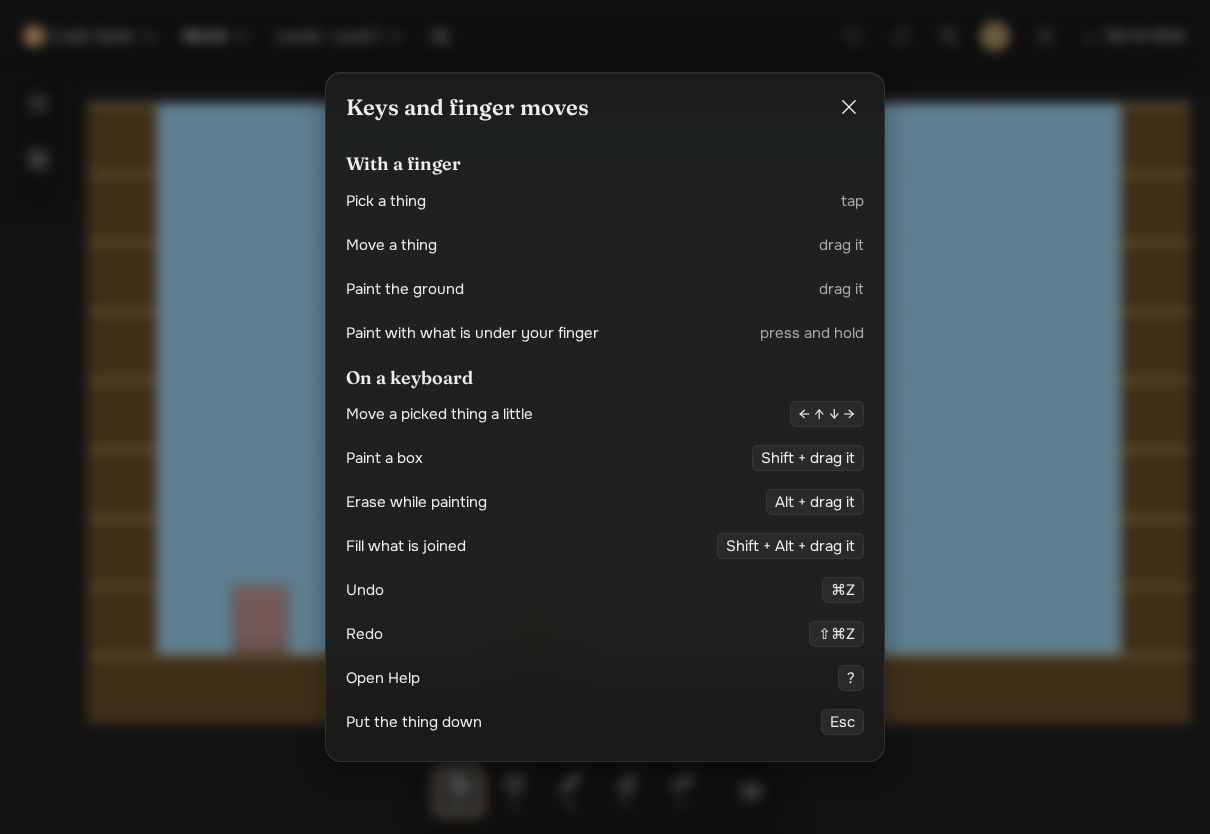 Keys and finger moves
With a finger
Pick a thing
tap
Move a thing
drag it
Paint the ground
drag it
Paint with what is under your finger
press and hold
On a keyboard
Move a picked thing a little
← ↑ ↓ →
Paint a box
Shift + drag it
Erase while painting
Alt + drag it
Fill what is joined
Shift + Alt + drag it
Undo
⌘Z
Redo
⇧⌘Z
Open Help
?
Put the thing down
Esc